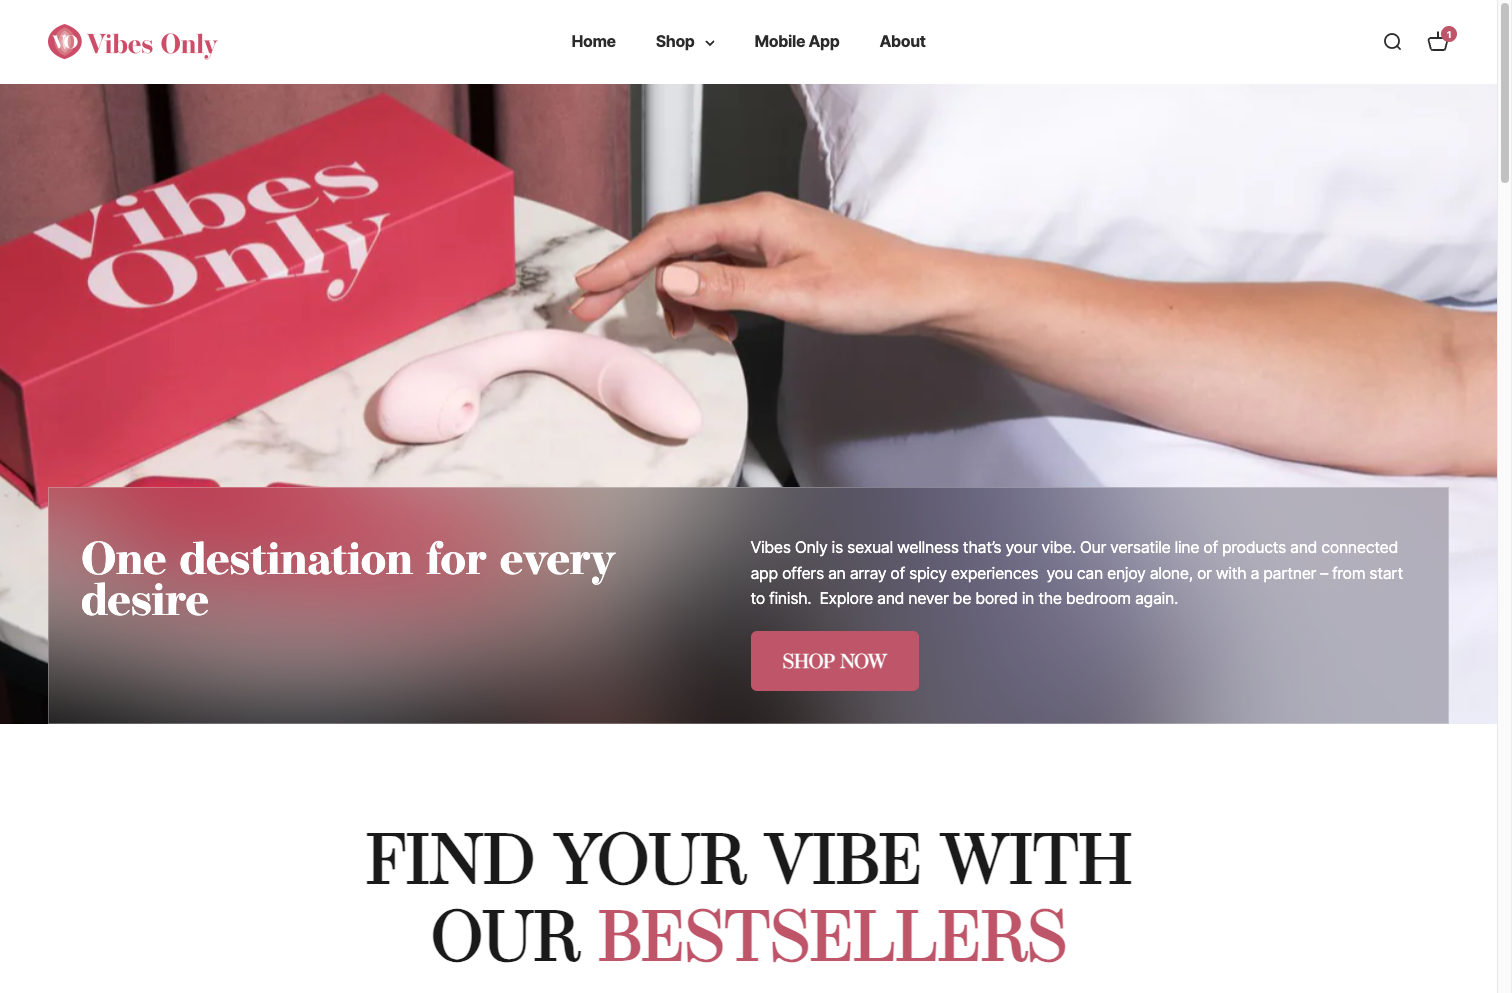 VO Vibes Only
Home
Shop
Mobile App
About
1
Vibes
Only
One destination for every
desire
Vibes Only is sexual wellness that’s your vibe. Our versatile line of products and connected
app offers an array of spicy experiences  you can enjoy alone, or with a partner – from start
to finish.  Explore and never be bored in the bedroom again.
SHOP NOW
FIND YOUR VIBE WITH
OUR BESTSELLERS